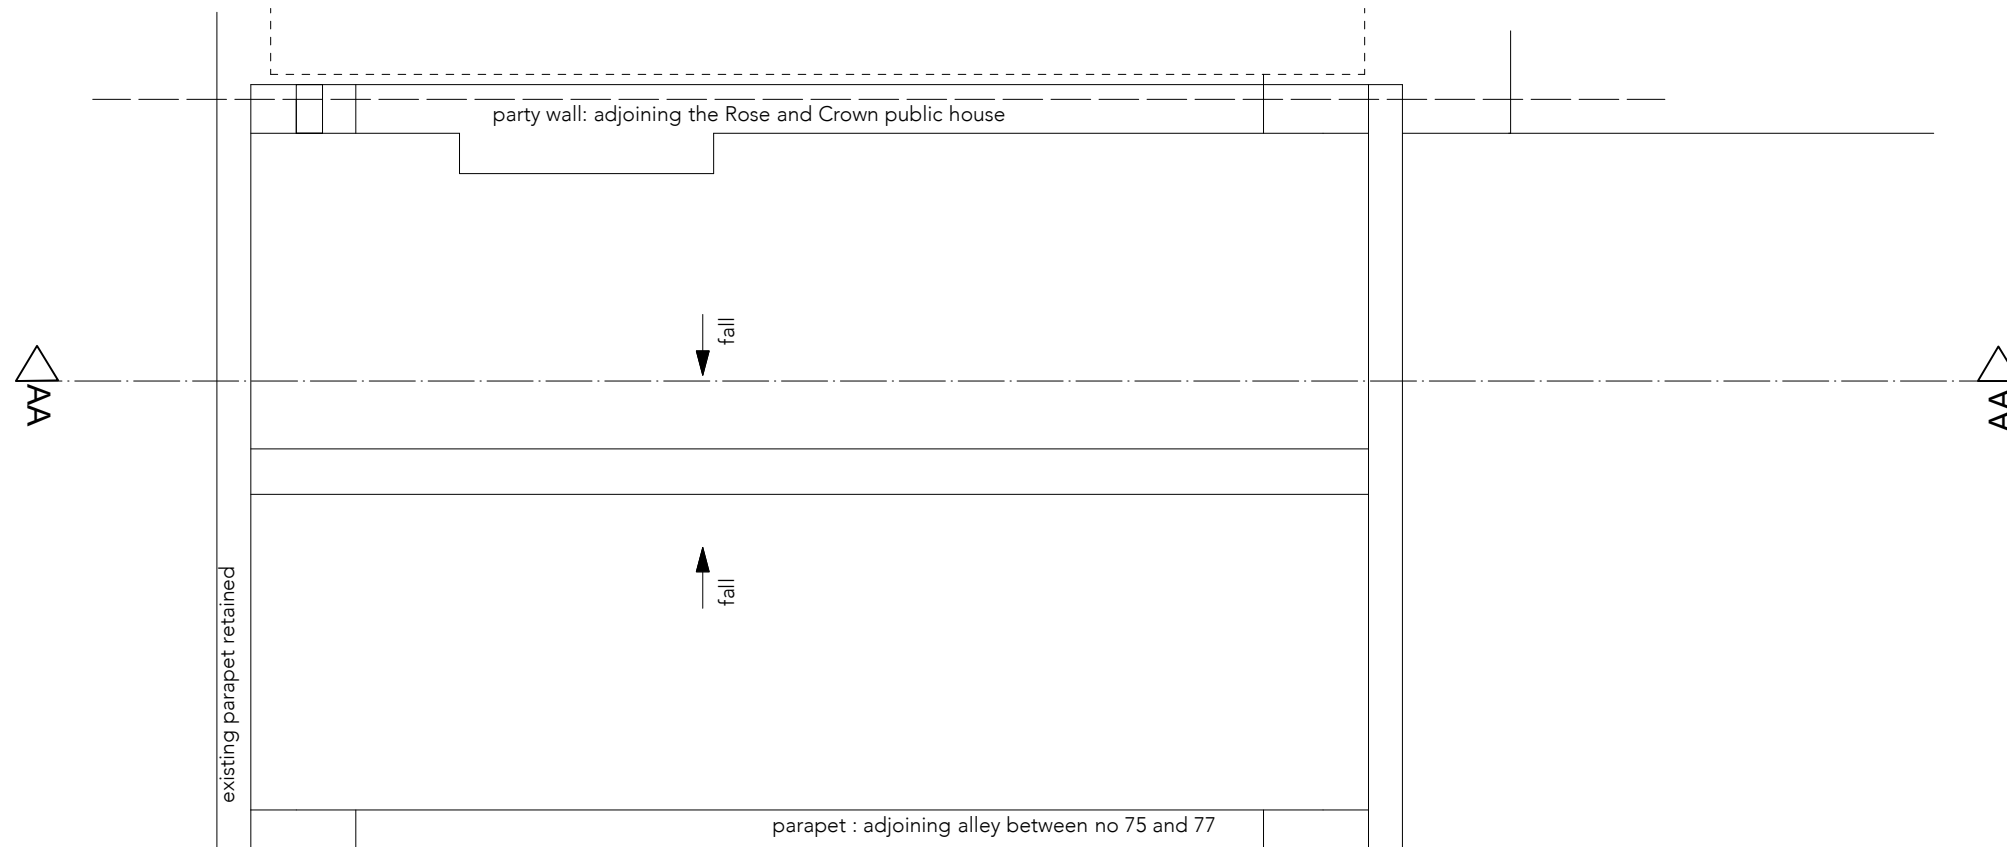 party wall: adjoining the Rose and Crown public house
fall
AA
AA
fall
existing parapet retained
parapet : adjoining alley between no 75 and 77